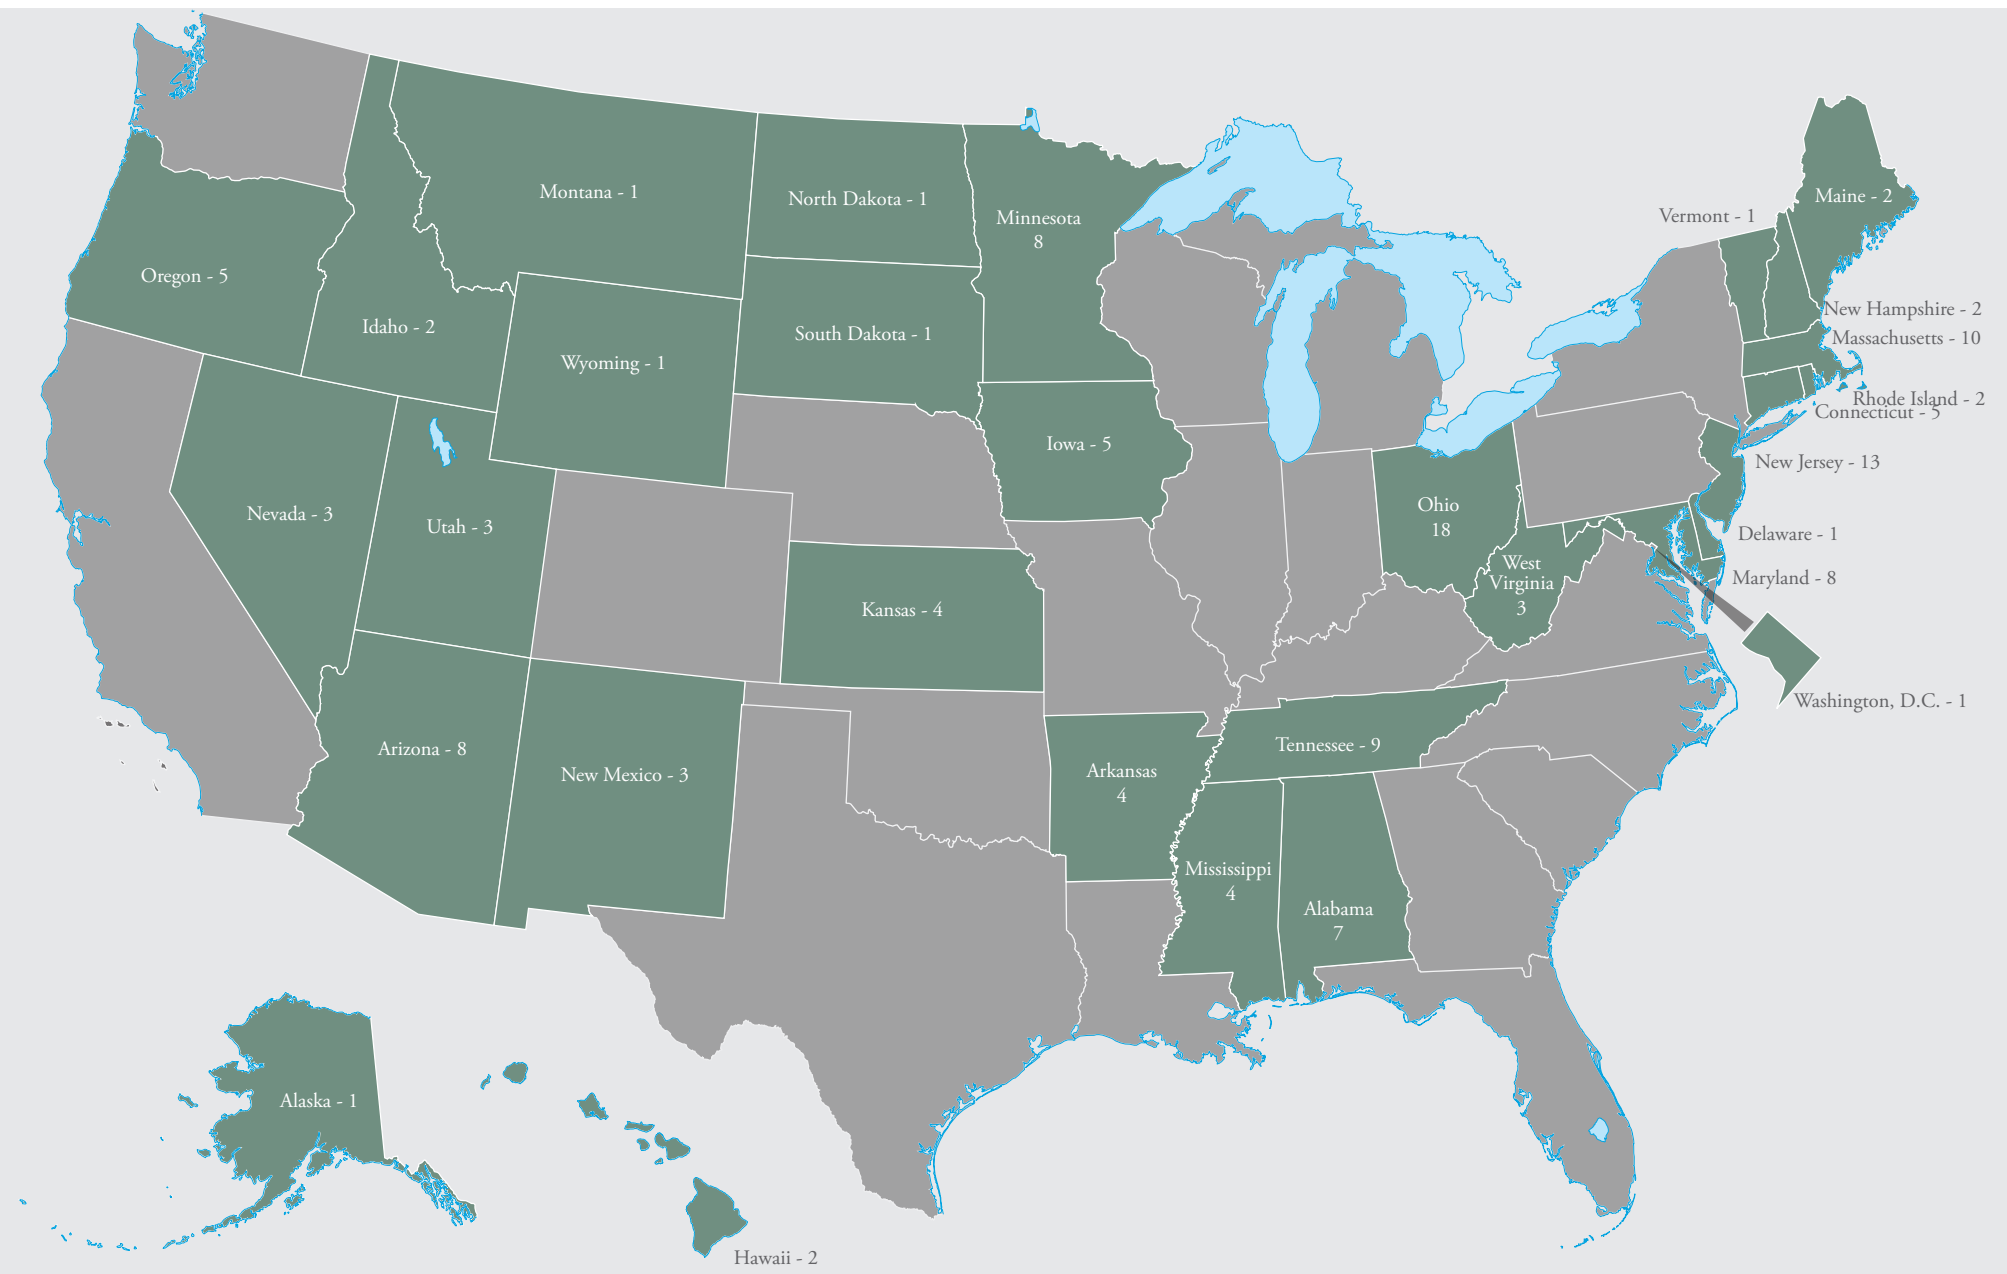 Maine - 2
Montana - 1
North Dakota - 1
Vermont - 1
Minnesota
8
Oregon - 5
New Hampshire - 2
Idaho - 2
South Dakota - 1
Massachusetts - 10
Wyoming - 1
Rhode Island - 2
Connecticut - 5
Iowa - 5
New Jersey - 13
Ohio
18
Nevada - 3
Utah - 3
Delaware - 1
West
Virginia
3
Maryland - 8
Kansas - 4
Washington, D.C. - 1
Arizona - 8
Tennessee - 9
New Mexico - 3
Arkansas
4
Mississippi
4
Alabama
7
Alaska - 1
Hawaii - 2